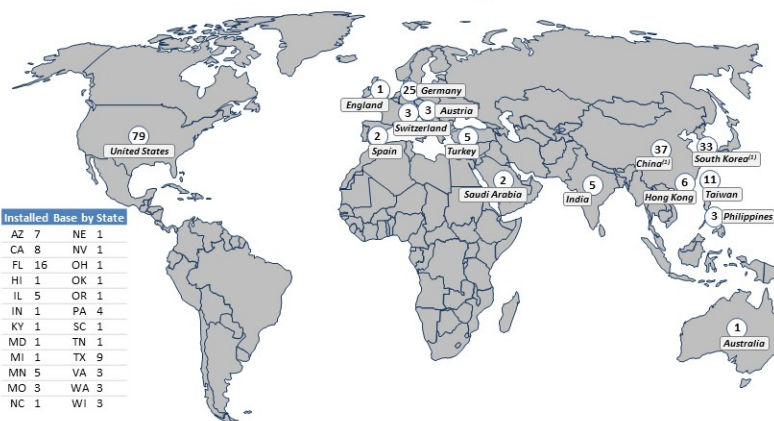 1
England
25 Germany
3 Austria
3
Switzerland
79
United States
2
Spain
5
Turkey
37
China(1)
33
South Korea(1)
2
Saudi Arabia
5
India
6
Hong Kong
11
Taiwan
3 Philippines
1
Australia
Installed Base by State
AZ 7 NE 1
CA 8 NV 1
FL 16 OH 1
HI 1 OK 1
IL 5 OR 1
IN 1 PA 4
KY 1 SC 1
MD 1 TN 1
MI 1 TX 9
MN 5 VA 3
MO 3 WA 3
NC 1 WI 3